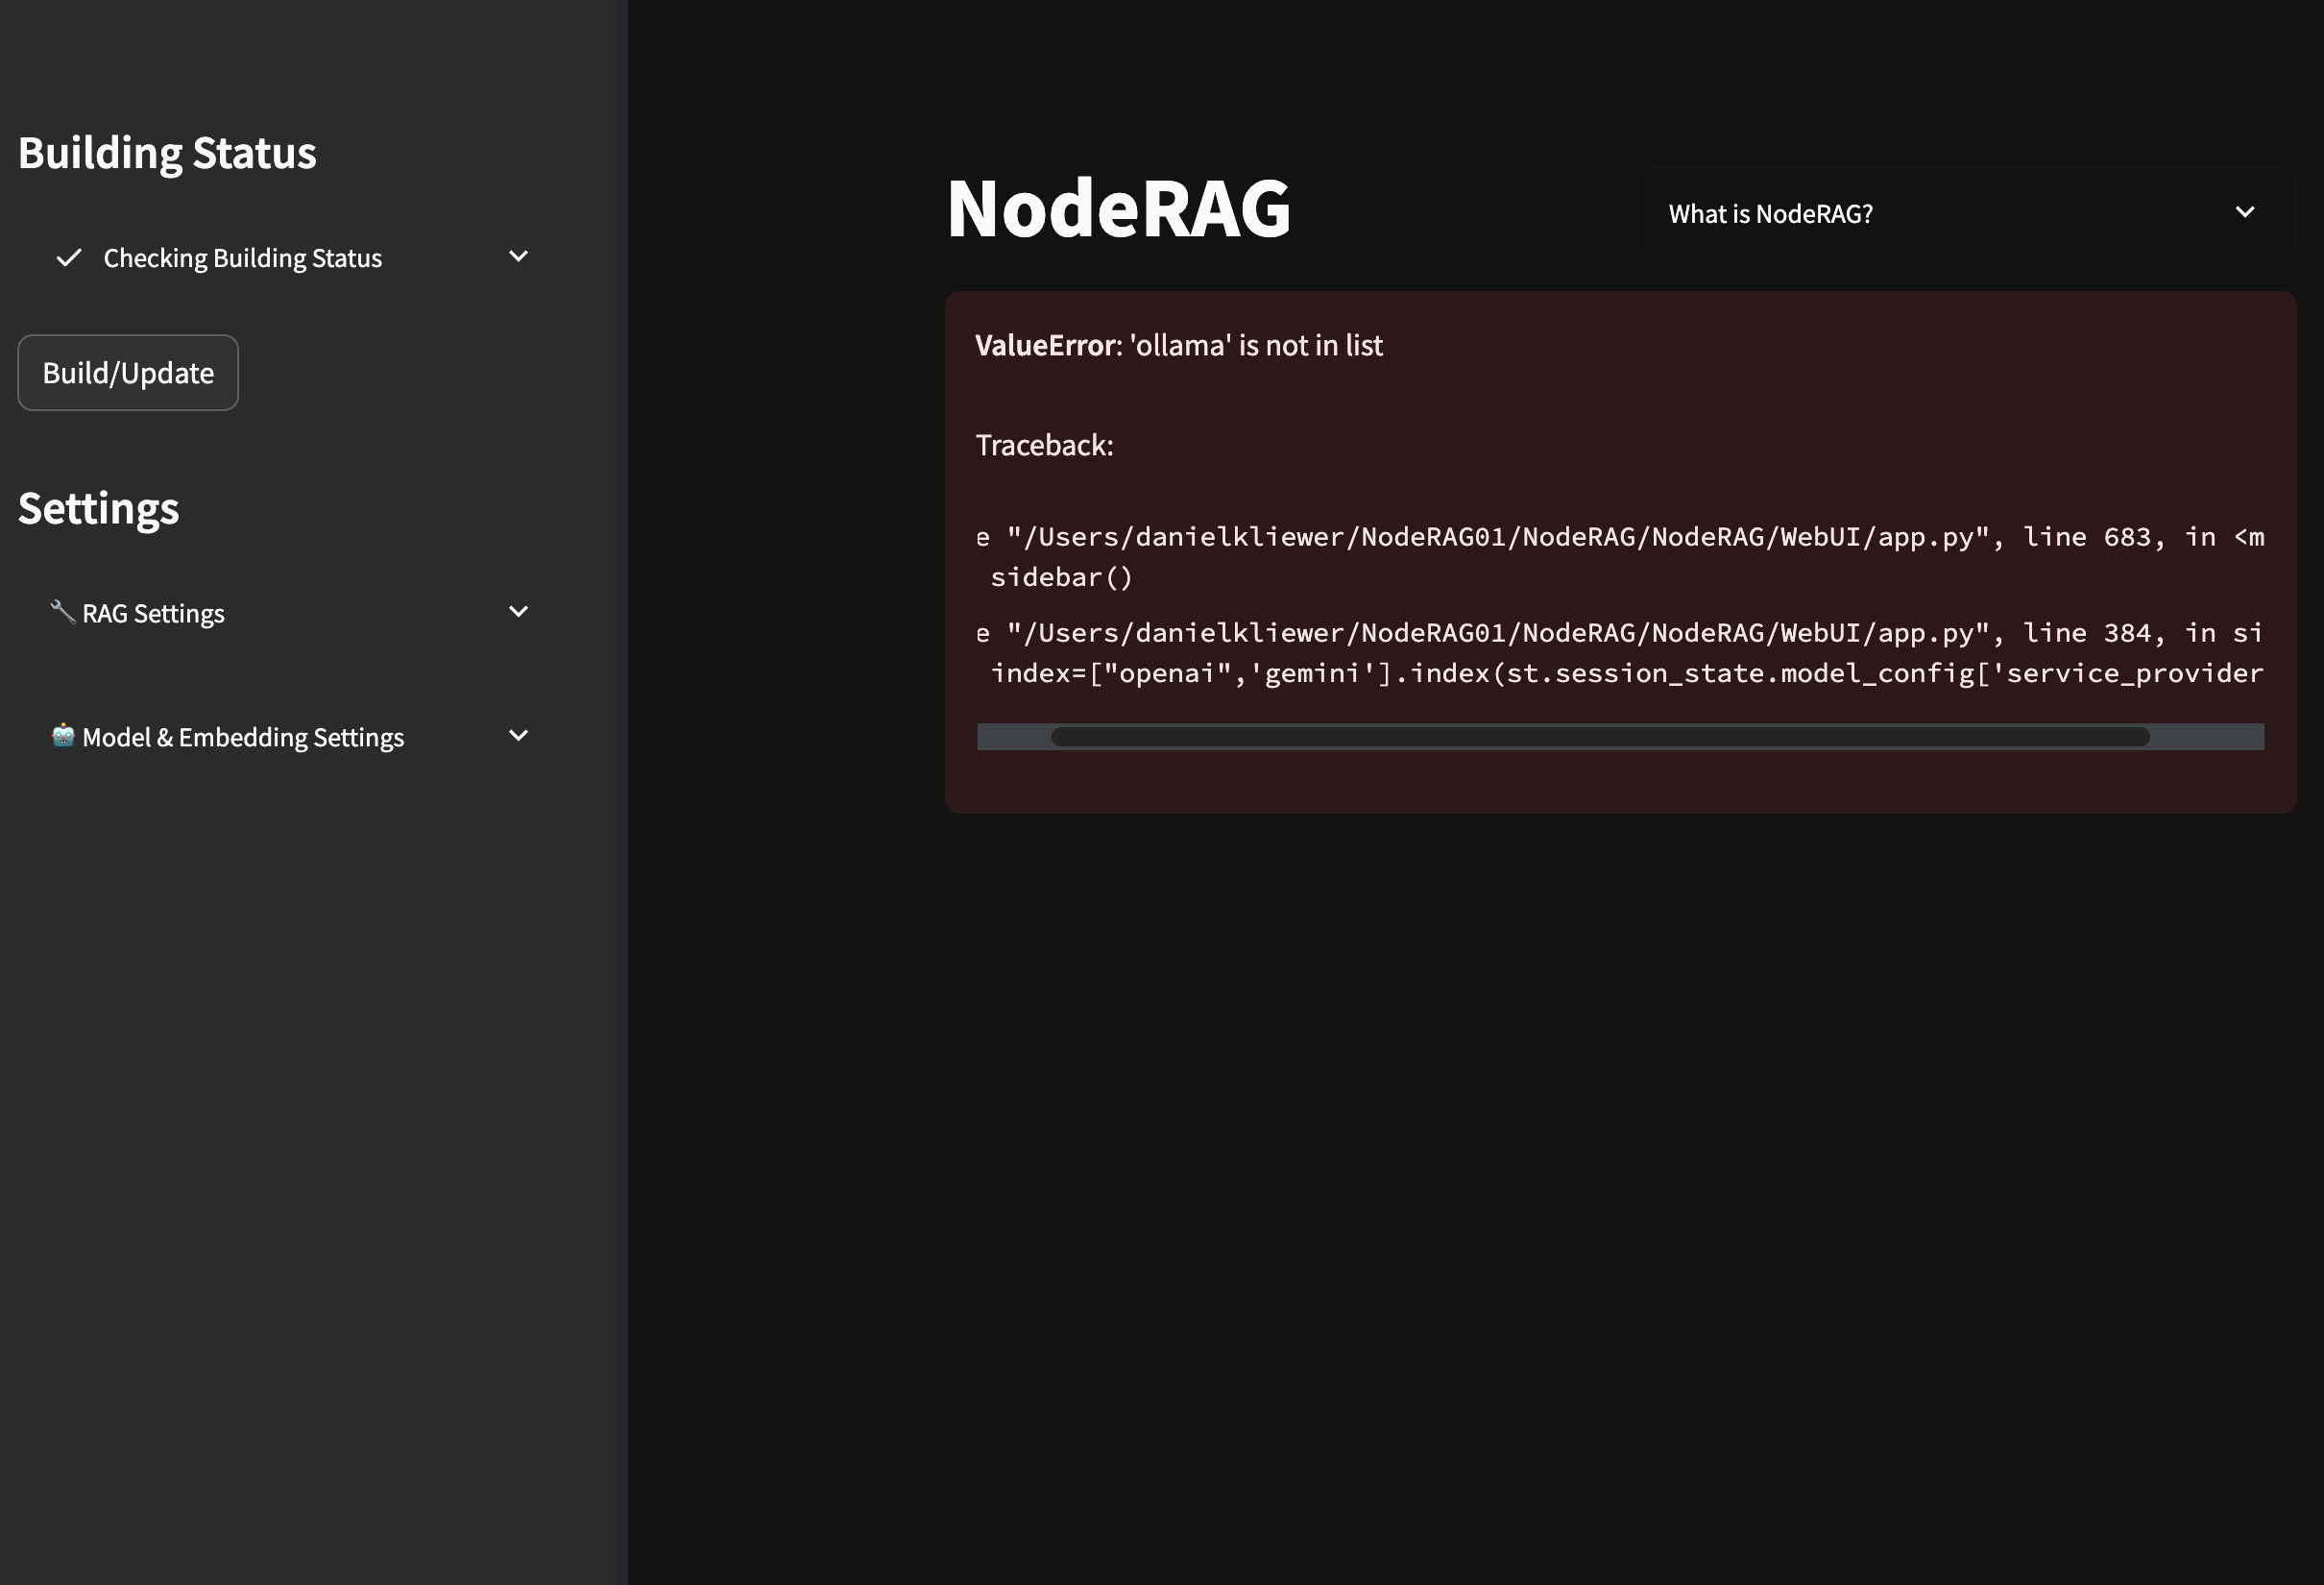 Building Status
Checking Building Status
Build/Update
Settings
RAG Settings
Model & Embedding Settings
NodeRAG
What is NodeRAG?
ValueError: 'ollama' is not in list
Traceback:
e "/Users/danielkliewer/NodeRAG01/NodeRAG/NodeRAG/WebUI/app.py", line 683, in <m
sidebar()
e "/Users/danielkliewer/NodeRAG01/NodeRAG/NodeRAG/WebUI/app.py", line 384, in si
index=["openai",'gemini'].index(st.session_state.model_config['service_provider